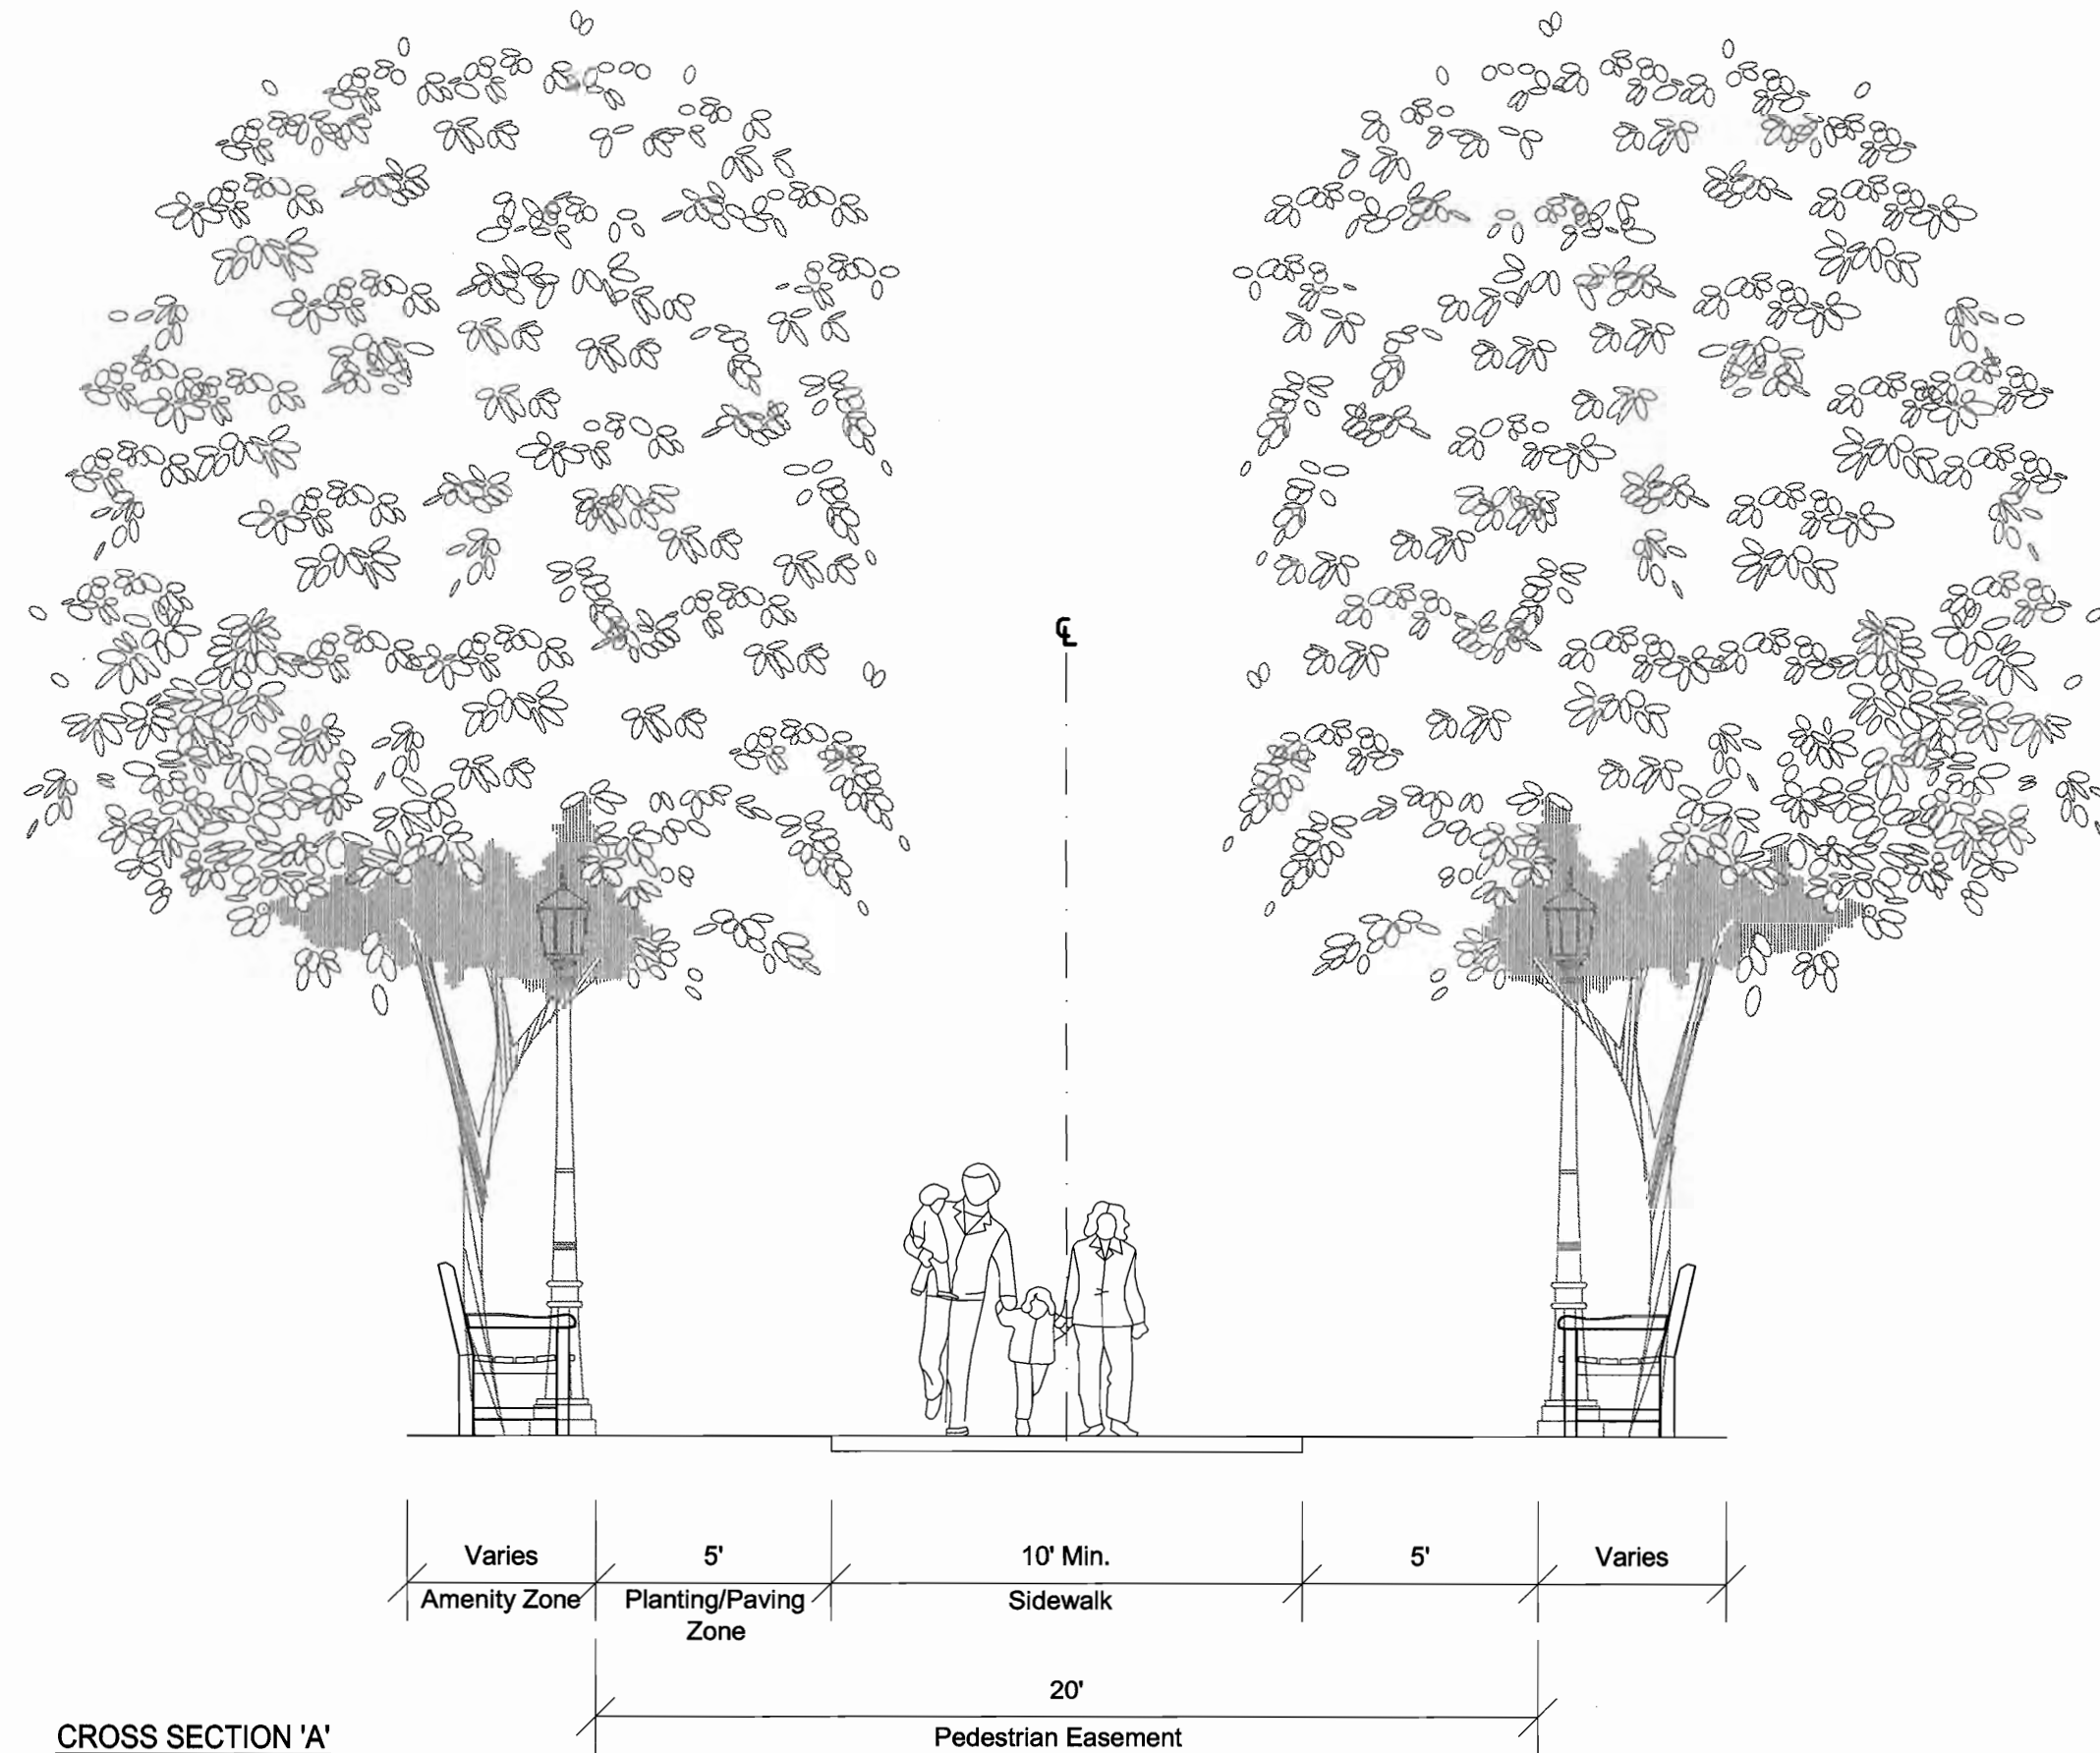 ℄
Varies
5'
10' Min.
5'
Varies
Amenity Zone
Planting/Paving
Zone
Sidewalk
20'
Pedestrian Easement
CROSS SECTION 'A'